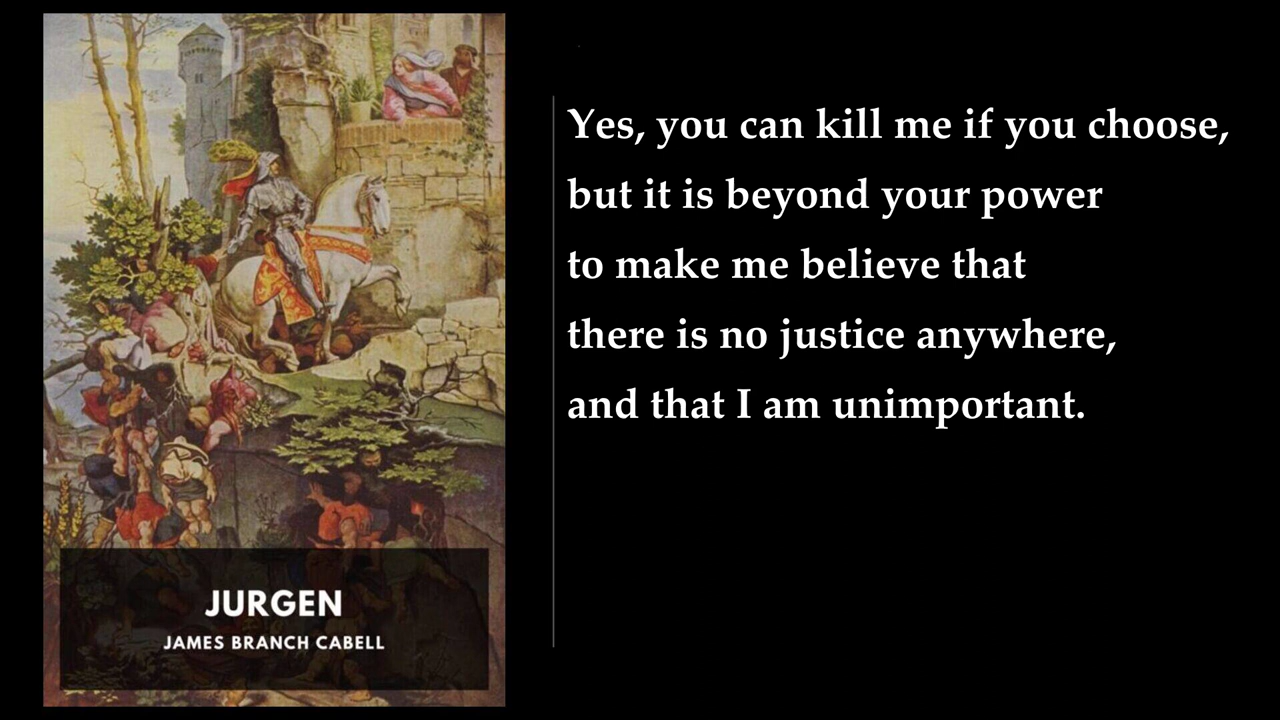 Yes, you can kill me if you choose,
but it is beyond your power
to make me believe that
there is no justice anywhere,
and that I am unimportant.
JURGEN
JAMES BRANCH CABELL